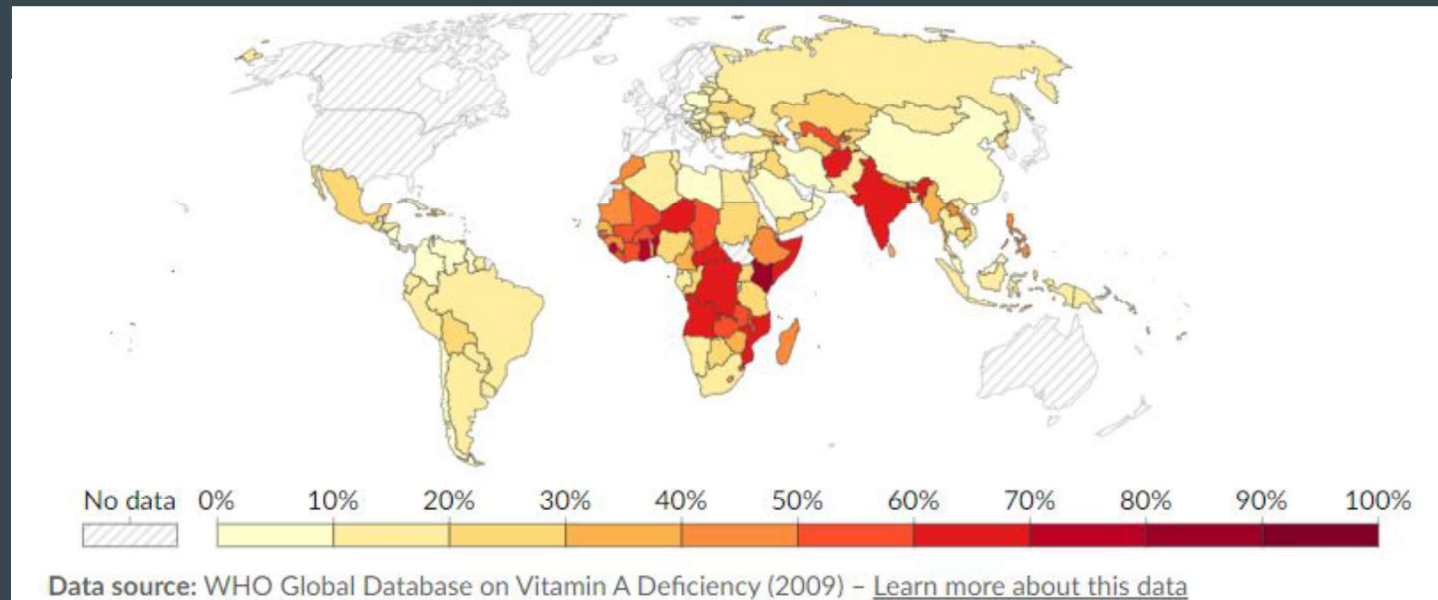 No data 0% 10% 20% 30% 40% 50% 60% 70% 80% 90% 100%
Data source: WHO Global Database on Vitamin A Deficiency (2009) – Learn more about this data